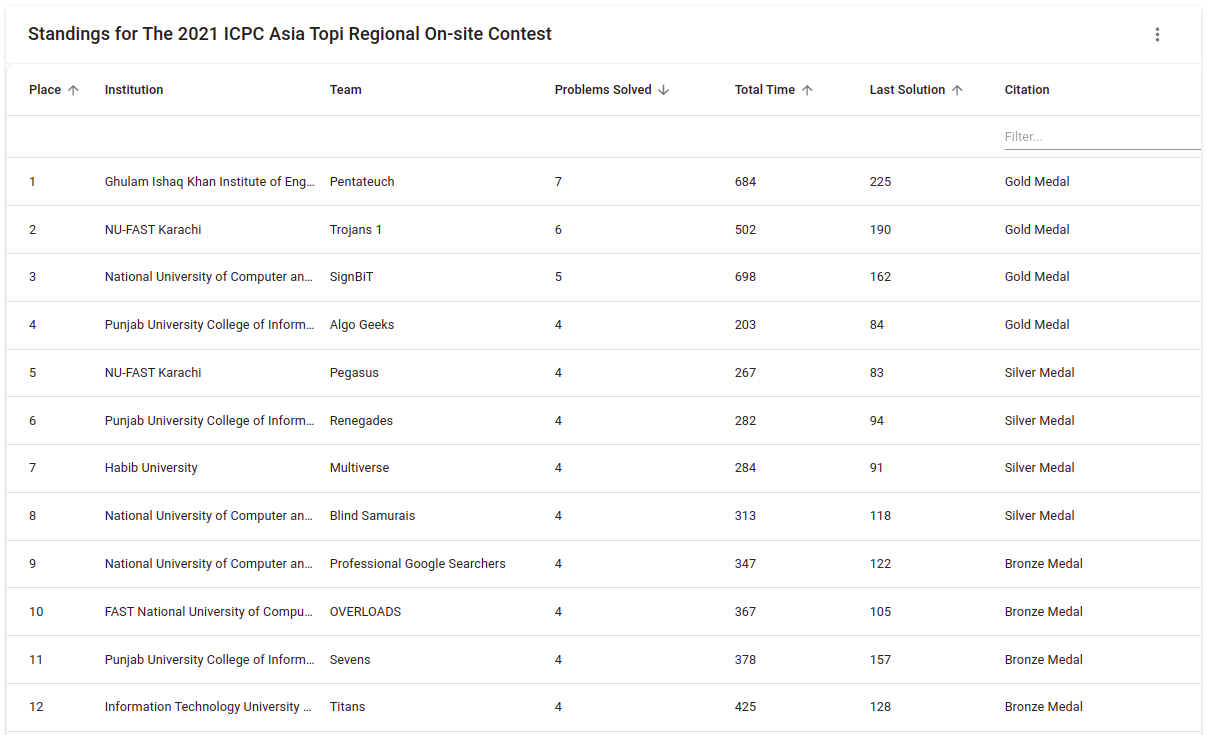 Standings for The 2021 ICPC Asia Topi Regional On-site Contest
Place Institution Team Problems Solved Total Time Last Solution Citation
Filter...
1 Ghulam Ishaq Khan Institute of Eng... Pentateuch 7 684 225 Gold Medal
2 NU-FAST Karachi Trojans 1 6 502 190 Gold Medal
3 National University of Computer an... SignBiT 5 698 162 Gold Medal
4 Punjab University College of Inform... Algo Geeks 4 203 84 Gold Medal
5 NU-FAST Karachi Pegasus 4 267 83 Silver Medal
6 Punjab University College of Inform... Renegades 4 282 94 Silver Medal
7 Habib University Multiverse 4 284 91 Silver Medal
8 National University of Computer an... Blind Samurais 4 313 118 Silver Medal
9 National University of Computer an... Professional Google Searchers 4 347 122 Bronze Medal
10 FAST National University of Compu... OVERLOADS 4 367 105 Bronze Medal
11 Punjab University College of Inform... Sevens 4 378 157 Bronze Medal
12 Information Technology University ... Titans 4 425 128 Bronze Medal